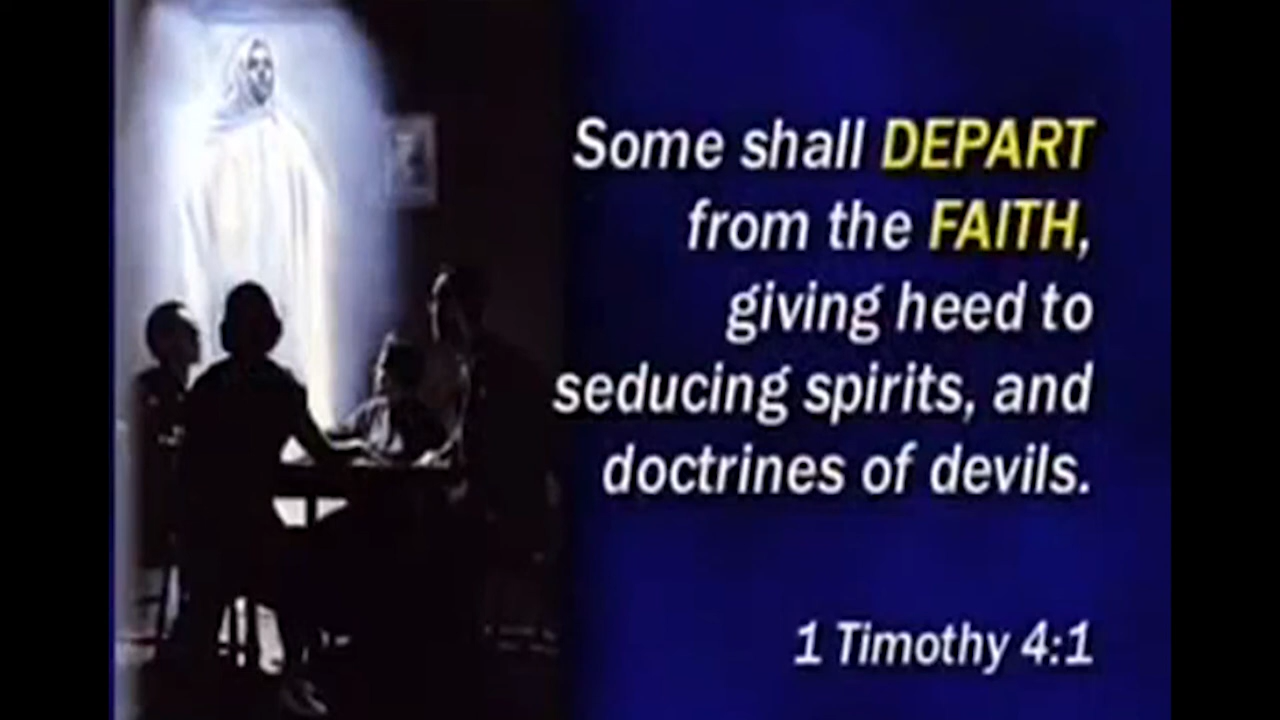 Some shall DEPART
from the FAITH,
giving heed to
seducing spirits, and
doctrines of devils.
1 Timothy 4:1